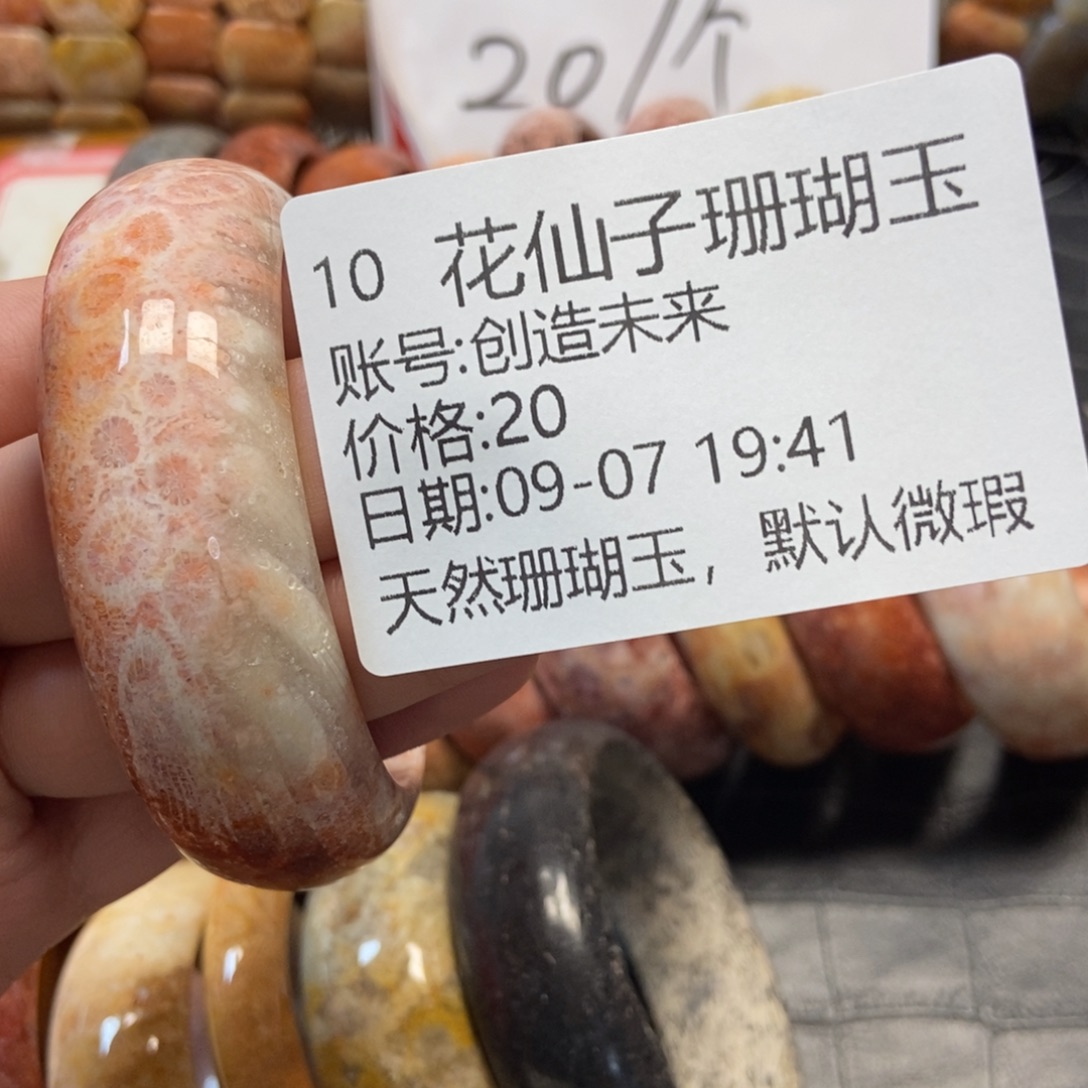 20/个
10 花仙子珊瑚玉
账号:创造未来
价格:20
日期:09-07 19:41
天然珊瑚玉，默认微瑕